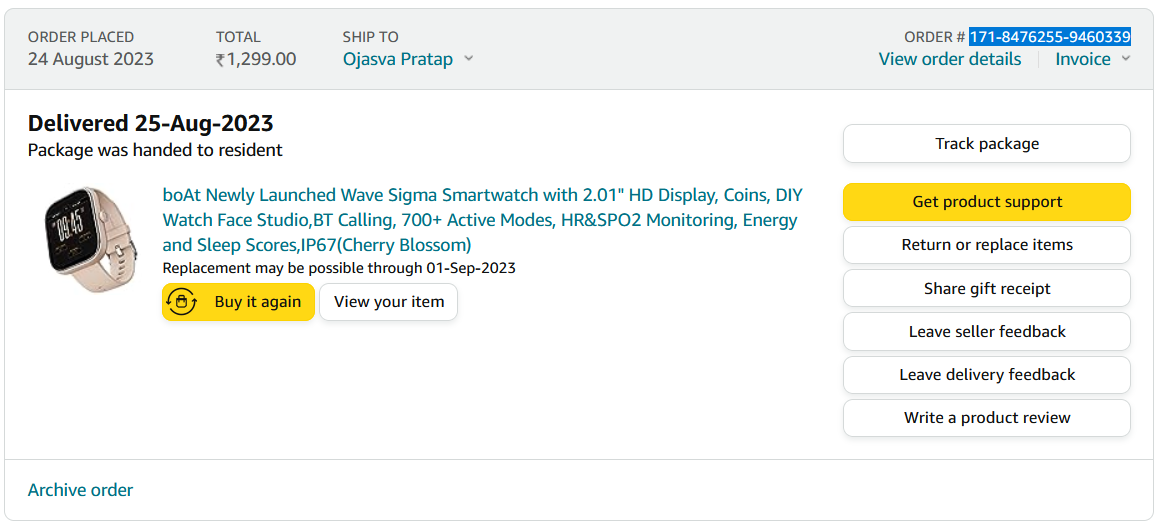 ORDER PLACED
24 August 2023
TOTAL
₹1,299.00
SHIP TO
Ojasva Pratap
ORDER # 171-8476255-9460339
View order details
Invoice
Delivered 25-Aug-2023
Package was handed to resident
09:45
boAt Newly Launched Wave Sigma Smartwatch with 2.01" HD Display, Coins, DIY
Watch Face Studio,BT Calling, 700+ Active Modes, HR&SPO2 Monitoring, Energy
and Sleep Scores,IP67(Cherry Blossom)
Replacement may be possible through 01-Sep-2023
Buy it again
View your item
Track package
Get product support
Return or replace items
Share gift receipt
Leave seller feedback
Leave delivery feedback
Write a product review
Archive order